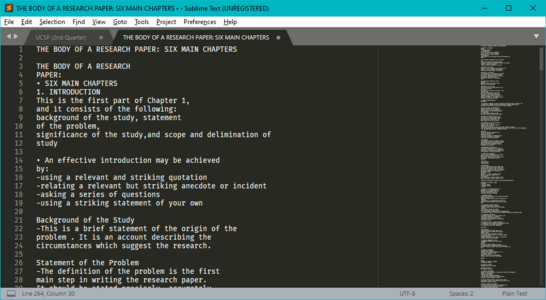 THE BODY OF A RESEARCH PAPER: SIX MAIN CHAPTERS • - Sublime Text (UNREGISTERED)
File Edit Selection Find View Goto Tools Project Preferences Help
UCSP (2nd Quarter)
THE BODY OF A RESEARCH PAPER: SIX MAIN CHAPTERS
1 THE BODY OF A RESEARCH PAPER: SIX MAIN CHAPTERS
2
3 THE BODY OF A RESEARCH
4 PAPER:
5 • SIX MAIN CHAPTERS
6 1. INTRODUCTION
7 This is the first part of Chapter 1,
8 and it consists of the following:
9 background of the study, statement
10 of the problem,
11 significance of the study,and scope and delimination of
12 study
13
14 • An effective introduction may be achieved
15 by:
16 -using a relevant and striking quotation
17 -relating a relevant but striking anecdote or incident
18 -asking a series of questions
19 -using a striking statement of your own
20
21 Background of the Study
22 -This is a brief statement of the origin of the
23 problem . It is an account describing the
24 circumstances which suggest the research.
25
26 Statement of the Problem
27 -The definition of the problem is the first
28 main step in writing the research paper.
It should be stated precisely, accurately
Line 264, Column 30
UTF-8
Spaces: 2
Plain Text